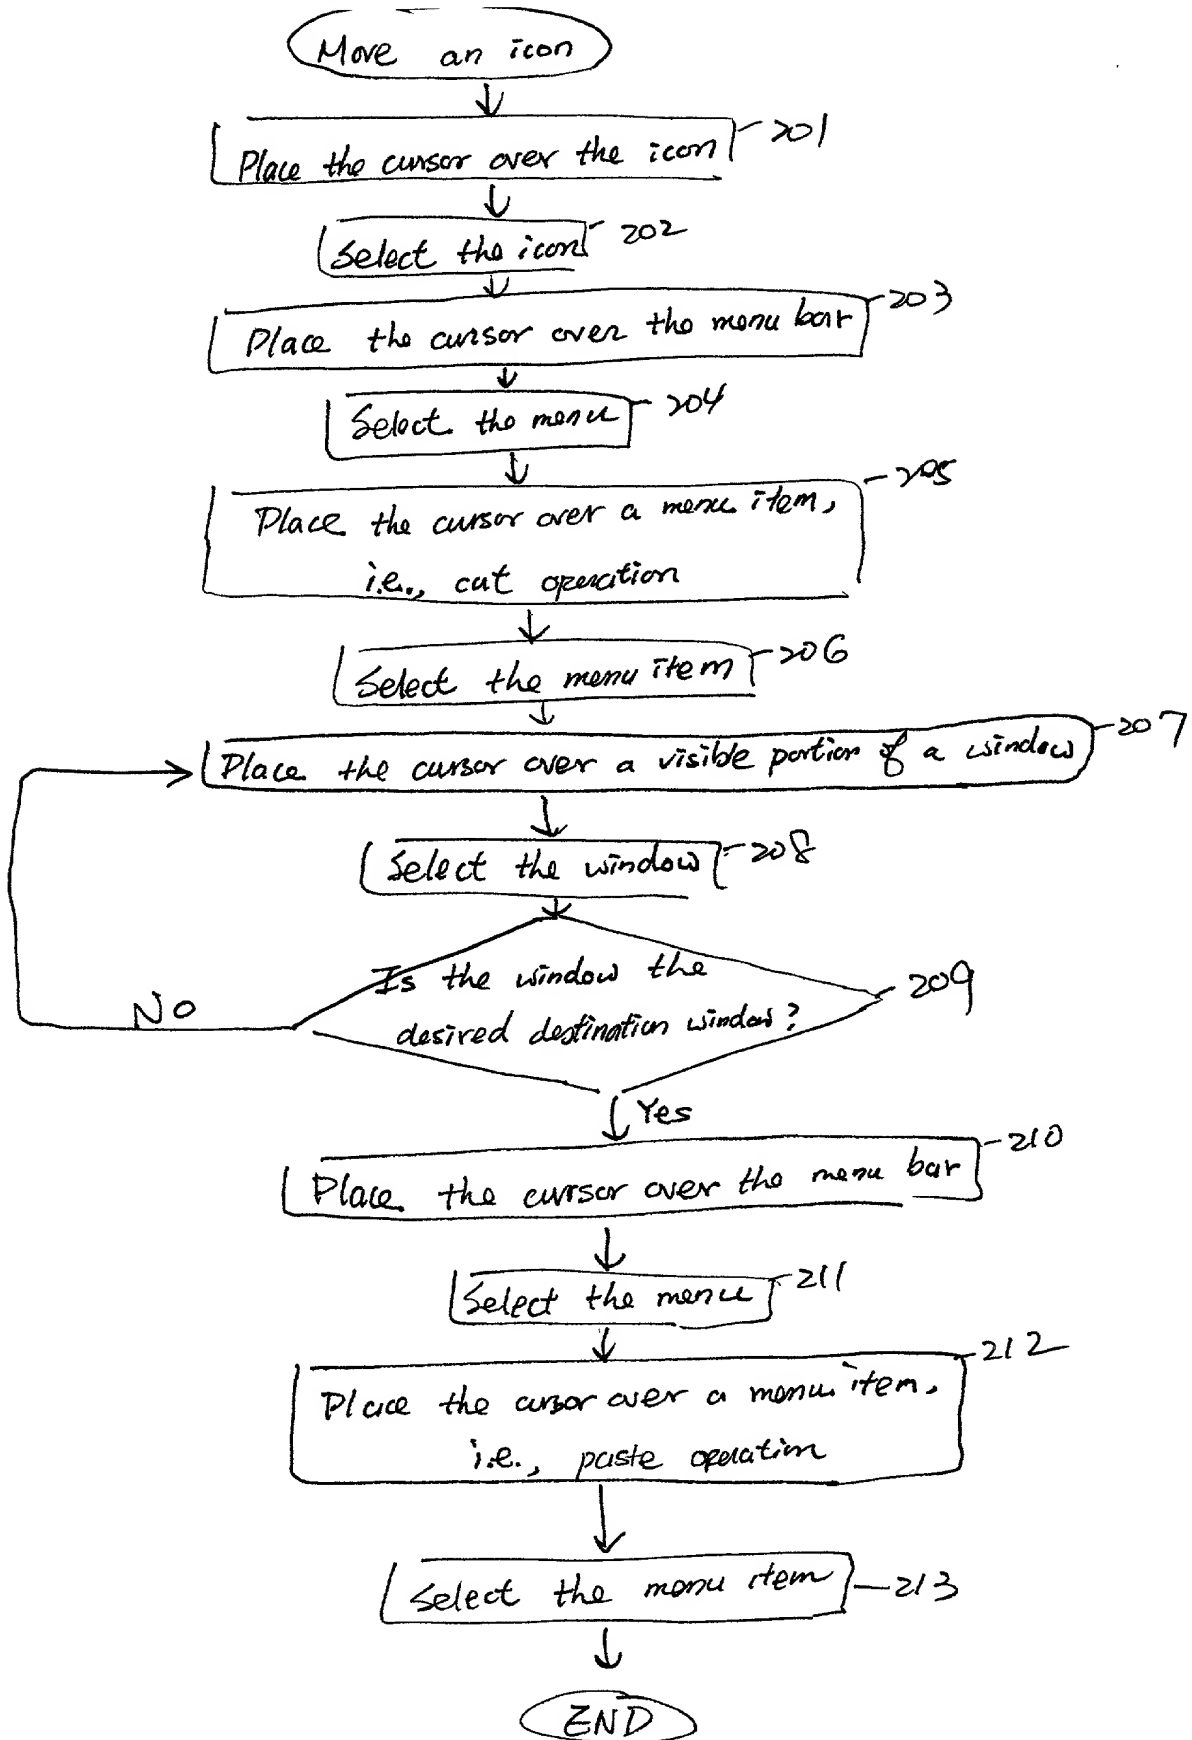 Move an icon
201
Place the cursor over the icon
202
Select the icon
203
Place the cursor over the menu bar
204
Select the menu
205
Place the cursor over a menu item,
i.e., cut operation
206
Select the menu item
207
Place the cursor over a visible portion of a window
208
Select the window
Is the window the
209
desired destination window?
No
Yes
210
Place the cursor over the menu bar
211
Select the menu
212
Place the cursor over a menu item,
i.e., paste operation
213
Select the menu item
END